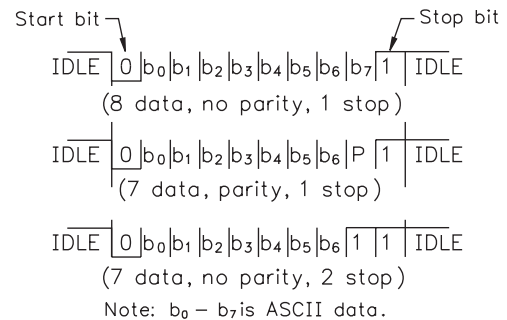 Start bit Stop bit
IDLE 0 b₀ b₁ b₂ b₃ b₄ b₅ b₆ b₇ 1 IDLE
(8 data, no parity, 1 stop)
IDLE 0 b₀ b₁ b₂ b₃ b₄ b₅ b₆ P 1 IDLE
(7 data, parity, 1 stop)
IDLE 0 b₀ b₁ b₂ b₃ b₄ b₅ b₆ 1 1 IDLE
(7 data, no parity, 2 stop)
Note: b₀ – b₇ is ASCII data.